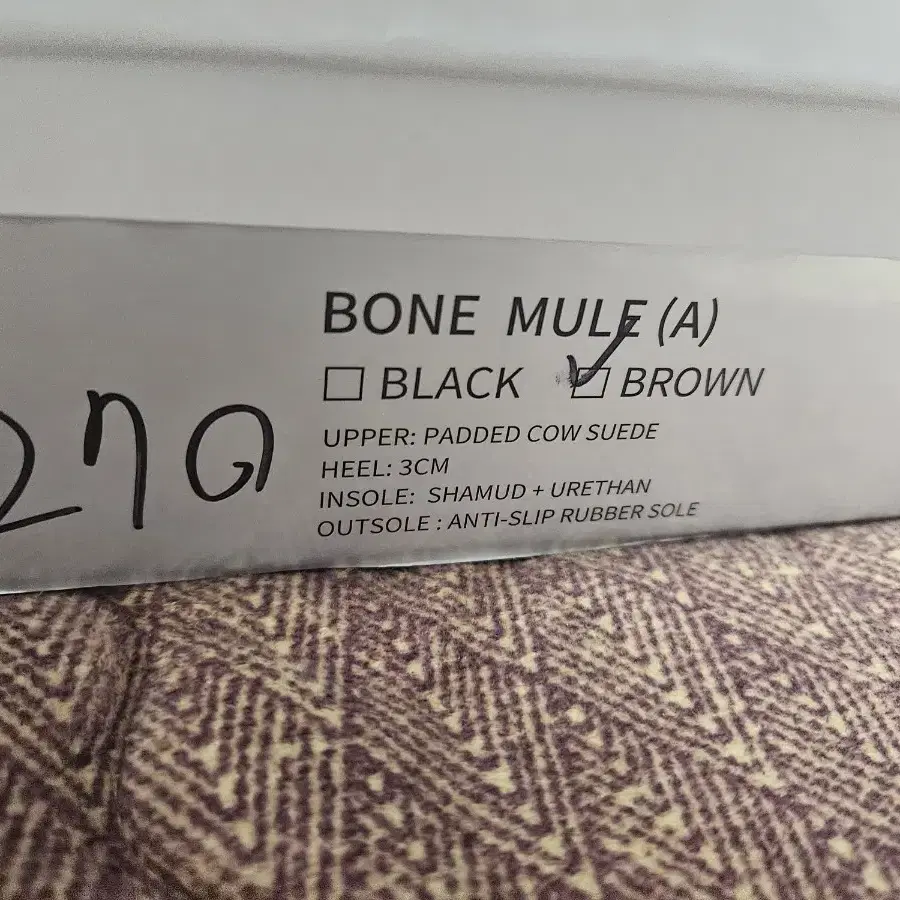 BONE MULE (A)
☐ BLACK ☑ BROWN
270
UPPER: PADDED COW SUEDE
HEEL: 3CM
INSOLE: SHAMUD + URETHAN
OUTSOLE : ANTI-SLIP RUBBER SOLE